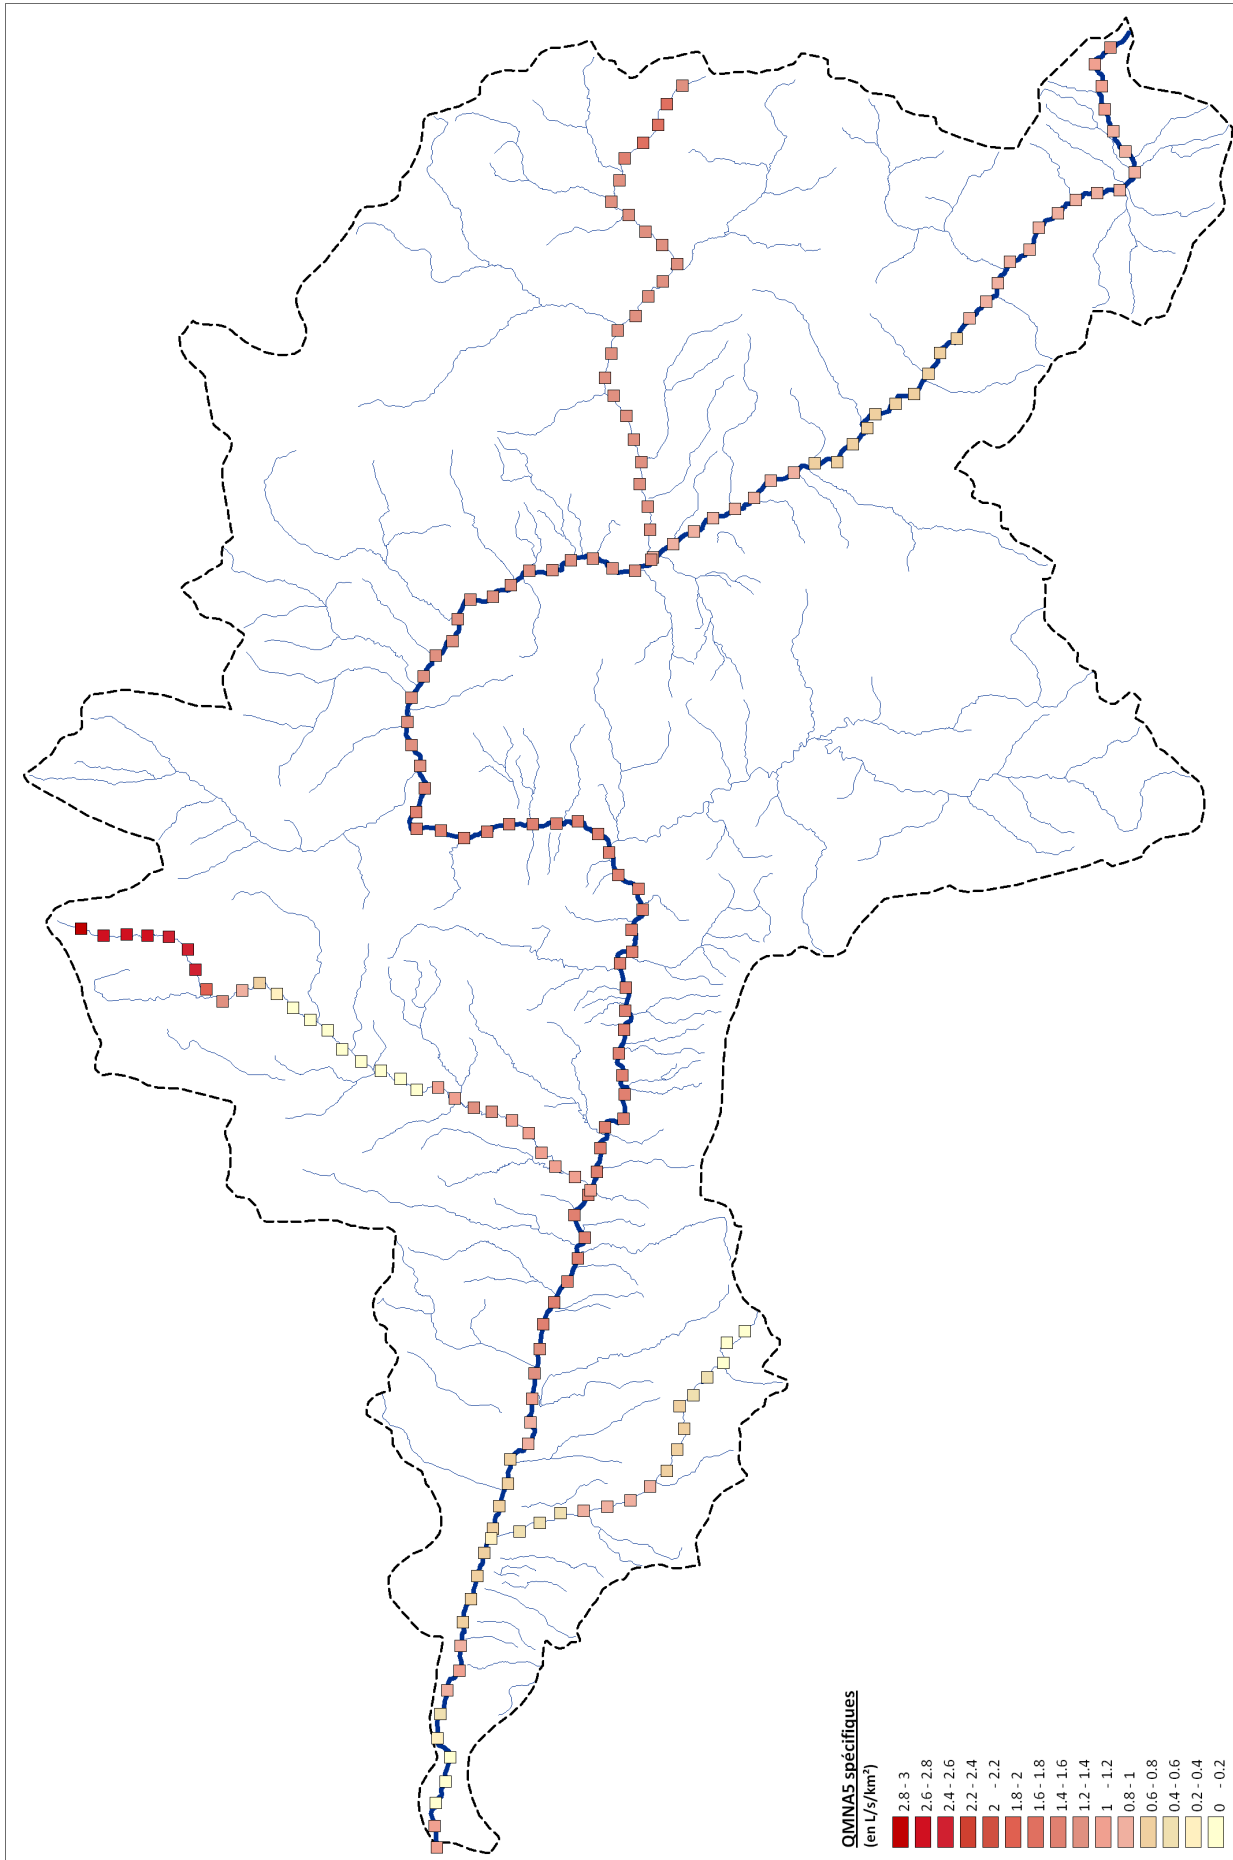 QMNA5 spécifiques
(en L/s/km²)
2.8 - 3
2.6 - 2.8
2.4 - 2.6
2.2 - 2.4
2 - 2.2
1.8 - 2
1.6 - 1.8
1.4 - 1.6
1.2 - 1.4
1 - 1.2
0.8 - 1
0.6 - 0.8
0.4 - 0.6
0.2 - 0.4
0 - 0.2